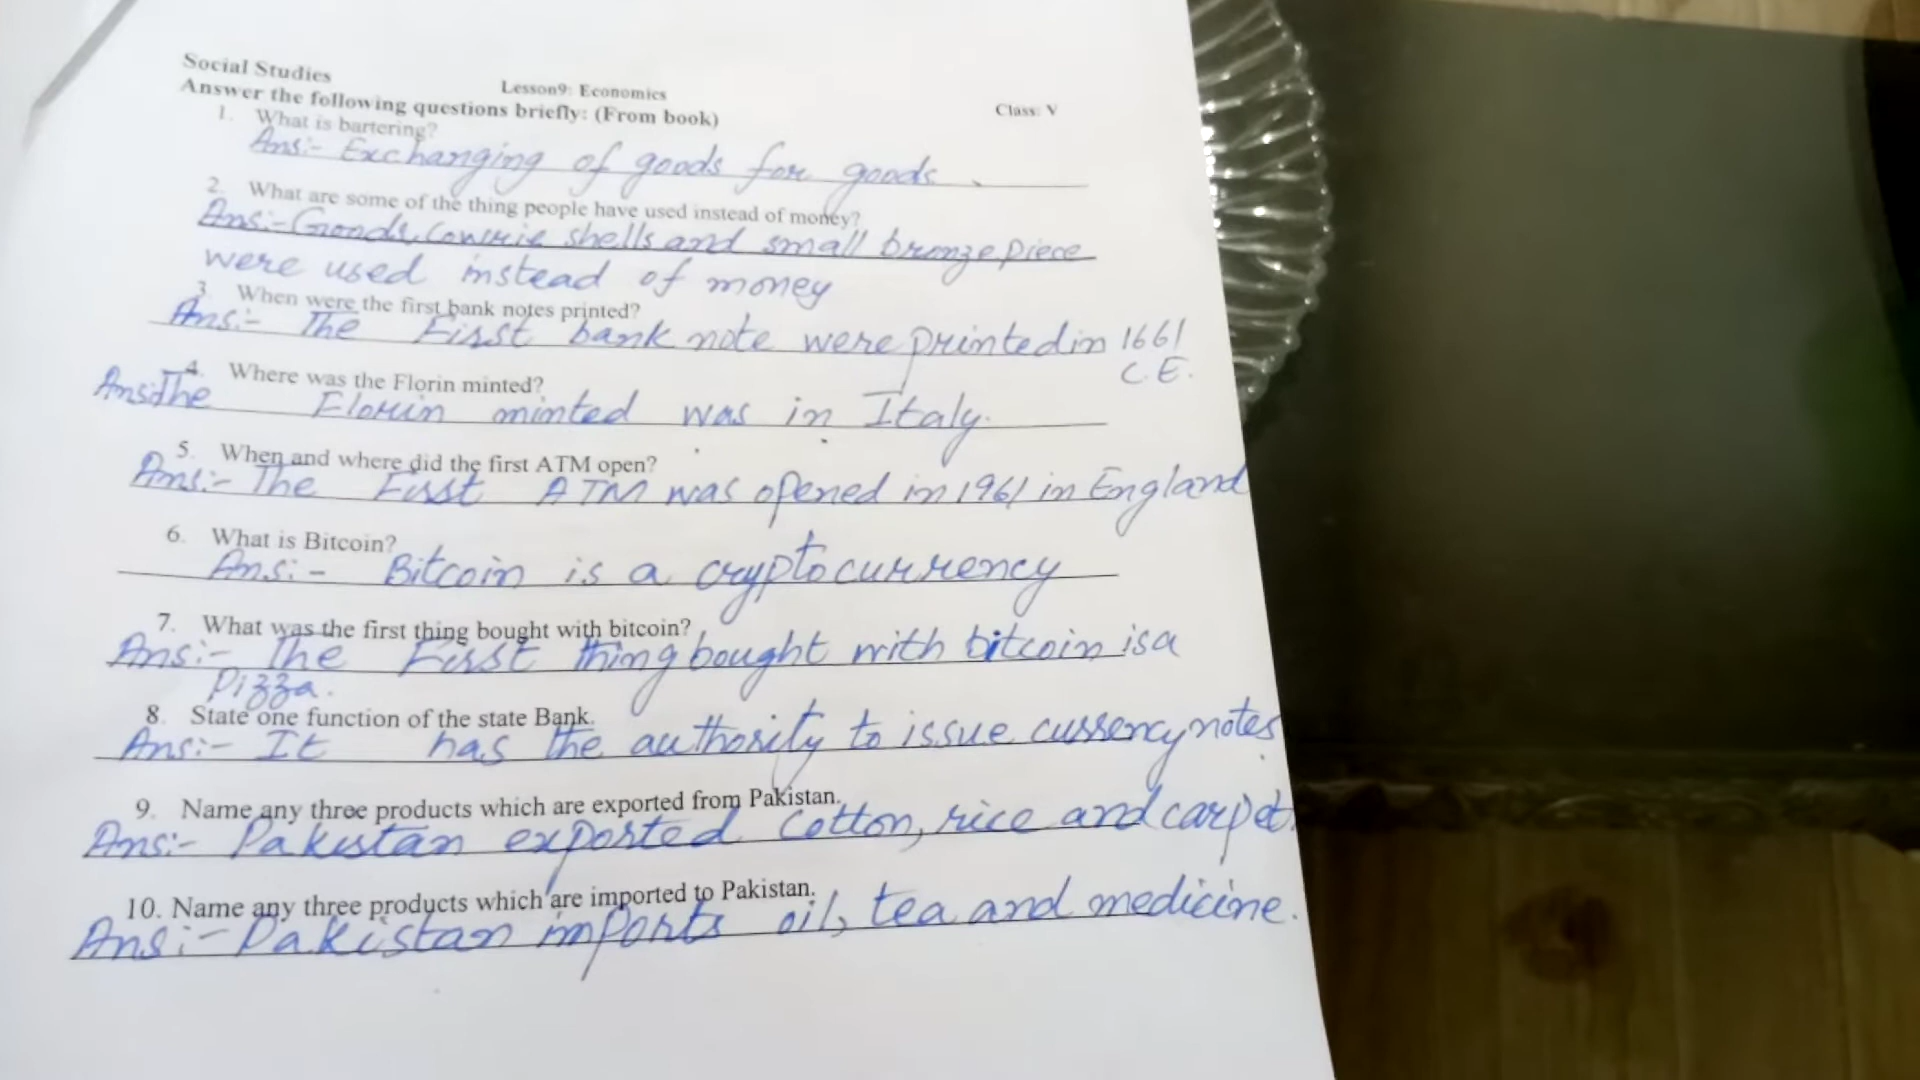 Social Studies
Lesson9: Economics
Class: V
Answer the following questions briefly: (From book)
1. What is bartering?
Ans:- Exchanging of goods for goods.
2. What are some of the thing people have used instead of money?
Ans:- Goods, Cowrie shells and small bronze piece
were used instead of money
3. When were the first bank notes printed?
Ans:- The First bank note were printed in 1661
C.E.
4. Where was the Florin minted?
Ans: The Florin minted was in Italy.
5. When and where did the first ATM open?
Ans:- The First ATM was opened in 1961 in England
6. What is Bitcoin?
Ans:- Bitcoin is a cryptocurrency
7. What was the first thing bought with bitcoin?
Ans:- The First thing bought with bitcoin is a
Pizza.
8. State one function of the state Bank.
Ans:- It has the authority to issue currency notes
9. Name any three products which are exported from Pakistan.
Ans:- Pakistan exported Cotton, rice and carpet.
10. Name any three products which are imported to Pakistan.
Ans:- Pakistan imports oil, tea and medicine.